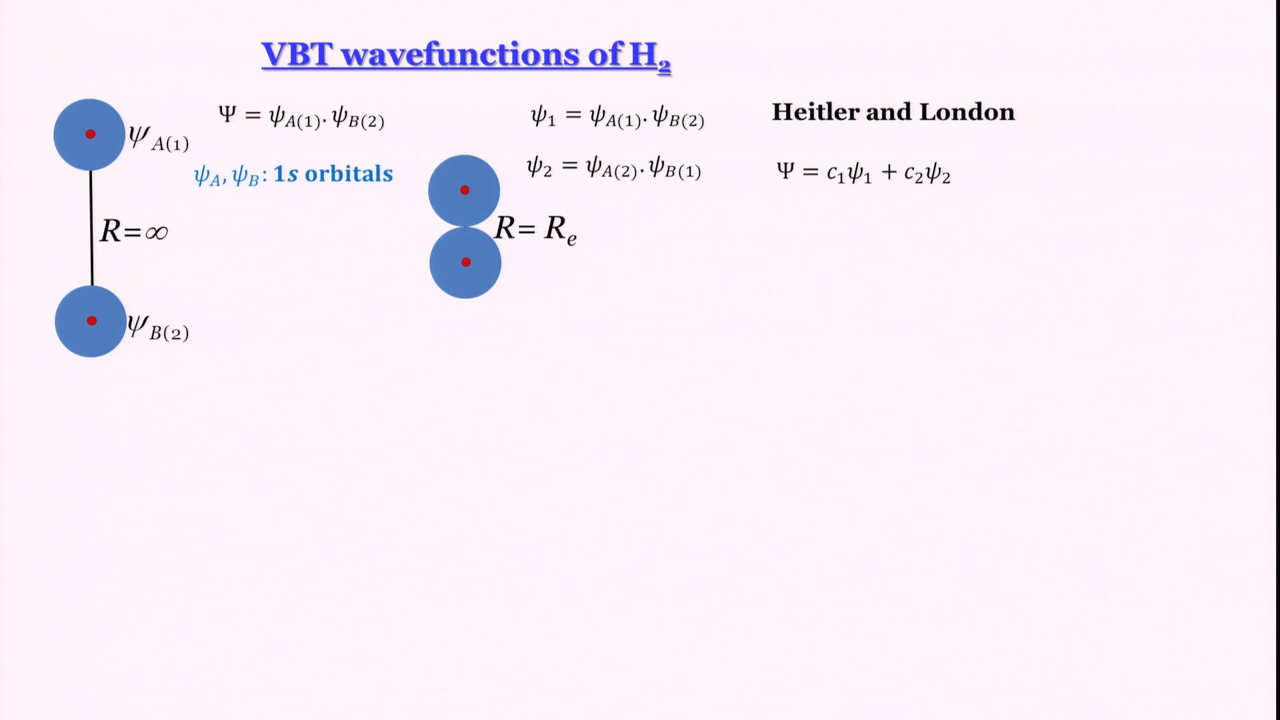 VBT wavefunctions of H₂
ψ_A(1)
R=∞
ψ_B(2)
Ψ = ψ_A(1). ψ_B(2)
ψ_A, ψ_B: 1s orbitals
ψ₁ = ψ_A(1). ψ_B(2)
ψ₂ = ψ_A(2). ψ_B(1)
R= R_e
Heitler and London
Ψ = c₁ψ₁ + c₂ψ₂